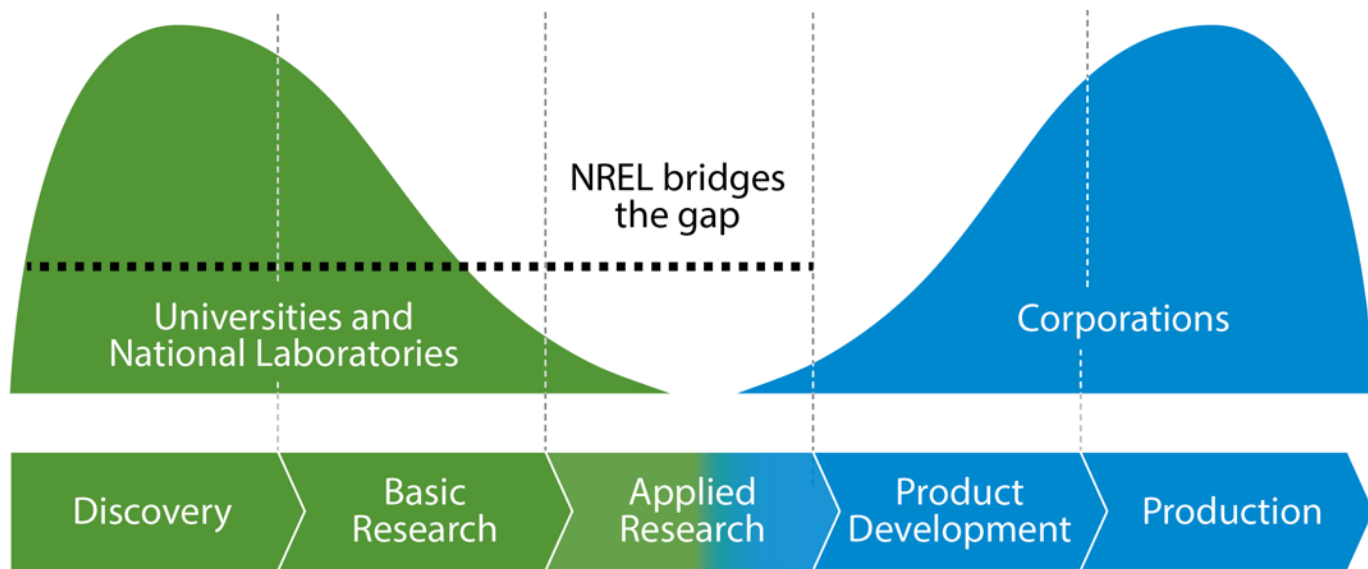 NREL bridges
the gap
Universities and
National Laboratories
Corporations
Discovery
Basic
Research
Applied
Research
Product
Development
Production